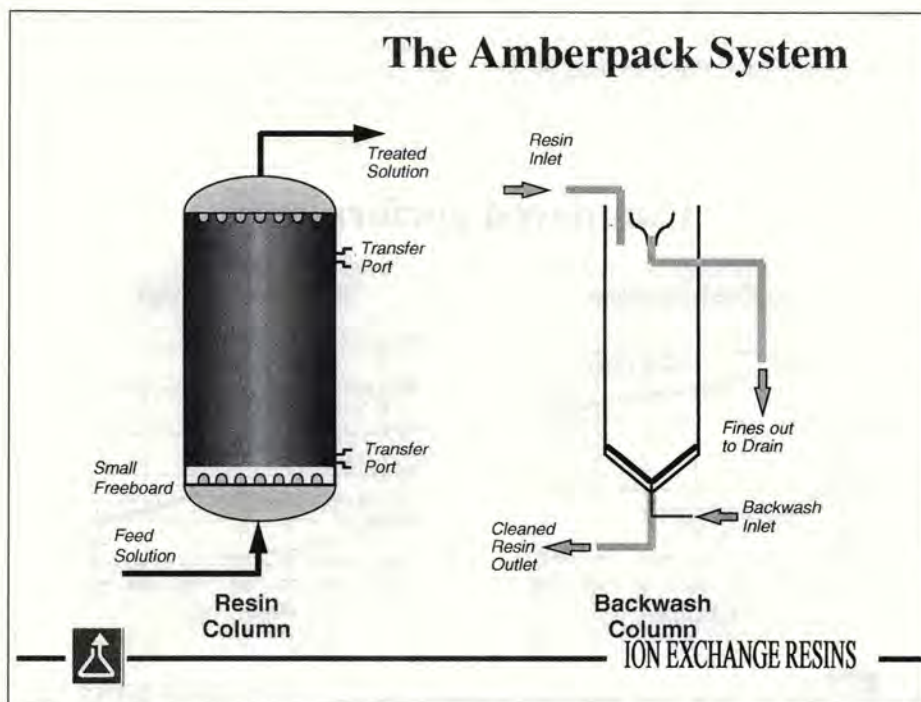 The Amberpack System
Treated
Solution
Transfer
Port
Transfer
Port
Small
Freeboard
Feed
Solution
Resin
Column
Resin
Inlet
Fines out
to Drain
Backwash
Inlet
Cleaned
Resin
Outlet
Backwash
Column
ION EXCHANGE RESINS